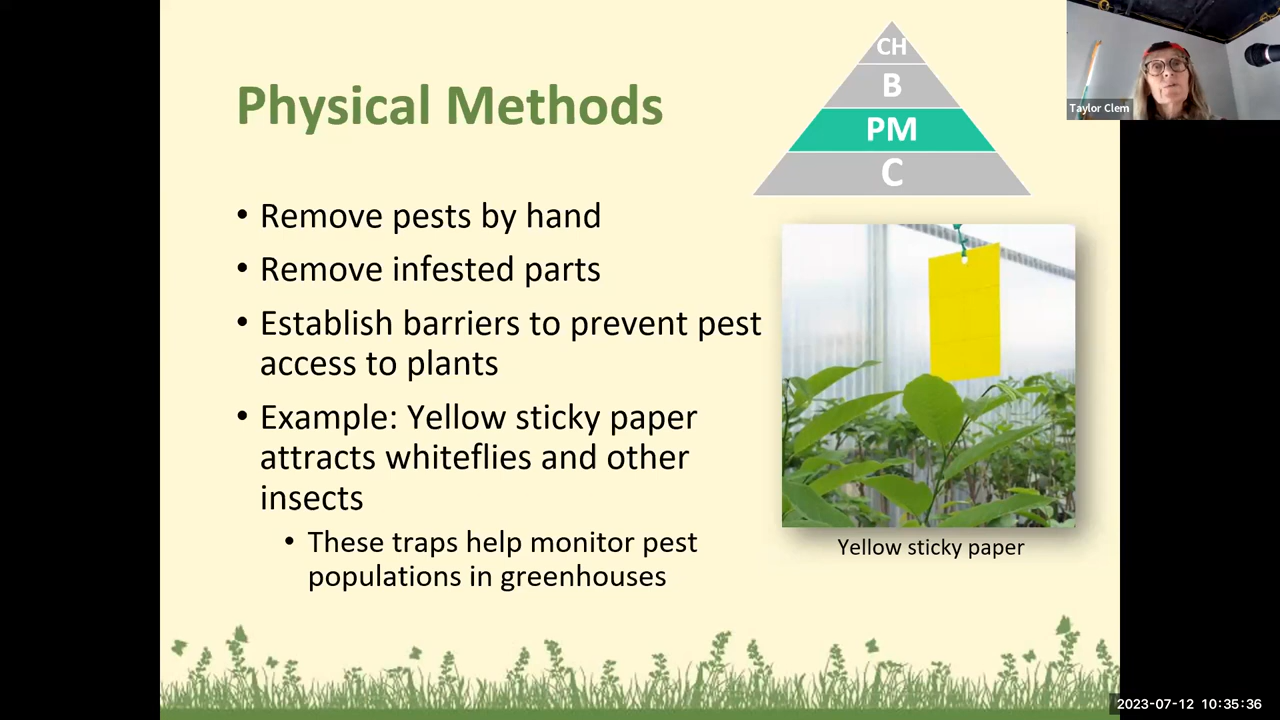 CH
B
PM
C
Taylor Clem
Physical Methods
• Remove pests by hand
• Remove infested parts
• Establish barriers to prevent pest
access to plants
• Example: Yellow sticky paper
attracts whiteflies and other
insects
• These traps help monitor pest
populations in greenhouses
Yellow sticky paper
2023-07-12 10:35:36